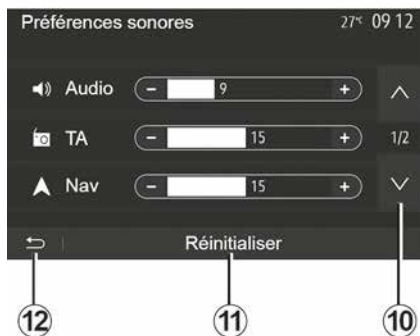 Préférences sonores 27°C 09 12
Audio - 9 +
TA - 15 + 1/2
Nav - 15 +
Réinitialiser
12 11 10